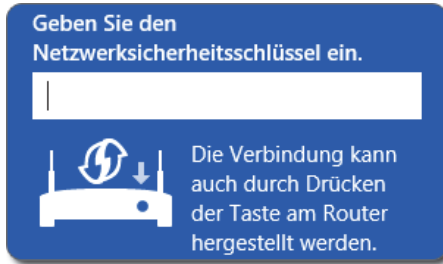 Geben Sie den
Netzwerksicherheitsschlüssel ein.
Die Verbindung kann
auch durch Drücken
der Taste am Router
hergestellt werden.